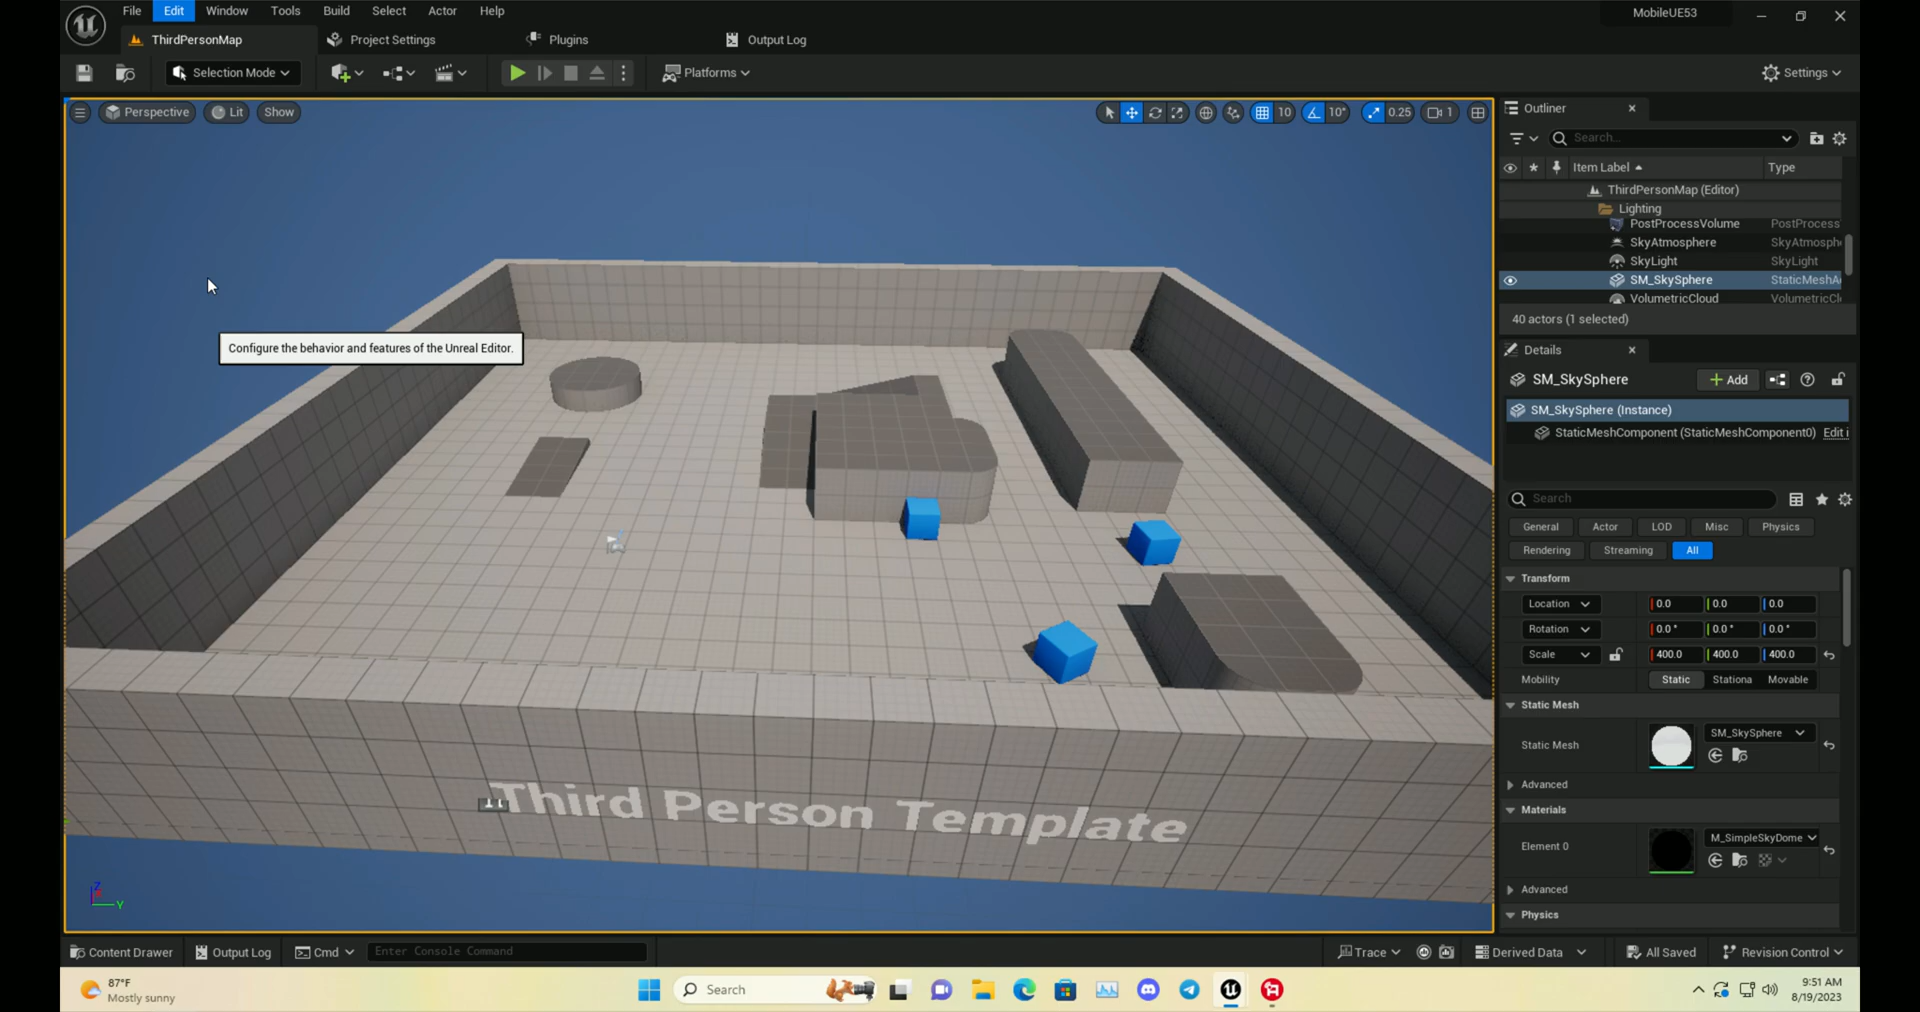 File Edit Window Tools Build Select Actor Help
MobileUE53
ThirdPersonMap Project Settings Plugins Output Log
Selection Mode Platforms Settings
Perspective Lit Show 10 10° 0.25 1
Outliner
Search...
Item Label Type
ThirdPersonMap (Editor)
Lighting
PostProcessVolume PostProcess
SkyAtmosphere SkyAtmosph
SkyLight SkyLight
SM_SkySphere StaticMeshA
VolumetricCloud VolumetricCl
40 actors (1 selected)
Configure the behavior and features of the Unreal Editor.
Details
SM_SkySphere Add
SM_SkySphere (Instance)
StaticMeshComponent (StaticMeshComponent0) Edit i
Search
General Actor LOD Misc Physics
Rendering Streaming All
Transform
Location 0.0 0.0 0.0
Rotation 0.0° 0.0° 0.0°
Scale 400.0 400.0 400.0
Mobility Static Stationa Movable
Static Mesh
Static Mesh SM_SkySphere
Advanced
Materials
Element 0 M_SimpleSkyDome
Advanced
Physics
Third Person Template
Z
Y
Content Drawer Output Log Cmd Enter Console Command Trace Derived Data All Saved Revision Control
87°F
Mostly sunny
Search
9:51 AM
8/19/2023